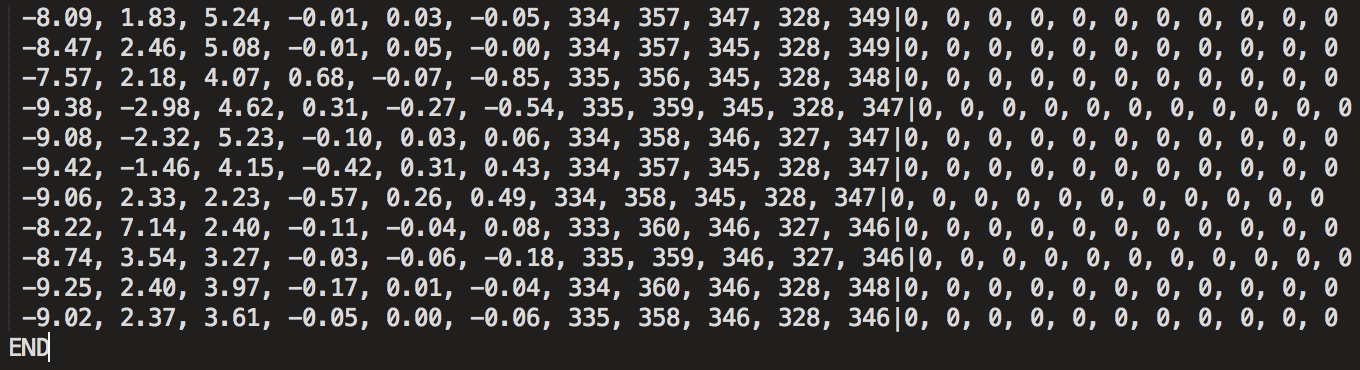 -8.09, 1.83, 5.24, -0.01, 0.03, -0.05, 334, 357, 347, 328, 349|0, 0, 0, 0, 0, 0, 0, 0, 0, 0, 0
-8.47, 2.46, 5.08, -0.01, 0.05, -0.00, 334, 357, 345, 328, 349|0, 0, 0, 0, 0, 0, 0, 0, 0, 0, 0
-7.57, 2.18, 4.07, 0.68, -0.07, -0.85, 335, 356, 345, 328, 348|0, 0, 0, 0, 0, 0, 0, 0, 0, 0, 0
-9.38, -2.98, 4.62, 0.31, -0.27, -0.54, 335, 359, 345, 328, 347|0, 0, 0, 0, 0, 0, 0, 0, 0, 0, 0
-9.08, -2.32, 5.23, -0.10, 0.03, 0.06, 334, 358, 346, 327, 347|0, 0, 0, 0, 0, 0, 0, 0, 0, 0, 0
-9.42, -1.46, 4.15, -0.42, 0.31, 0.43, 334, 357, 345, 328, 347|0, 0, 0, 0, 0, 0, 0, 0, 0, 0, 0
-9.06, 2.33, 2.23, -0.57, 0.26, 0.49, 334, 358, 345, 328, 347|0, 0, 0, 0, 0, 0, 0, 0, 0, 0, 0
-8.22, 7.14, 2.40, -0.11, -0.04, 0.08, 333, 360, 346, 327, 346|0, 0, 0, 0, 0, 0, 0, 0, 0, 0, 0
-8.74, 3.54, 3.27, -0.03, -0.06, -0.18, 335, 359, 346, 327, 346|0, 0, 0, 0, 0, 0, 0, 0, 0, 0, 0
-9.25, 2.40, 3.97, -0.17, 0.01, -0.04, 334, 360, 346, 328, 348|0, 0, 0, 0, 0, 0, 0, 0, 0, 0, 0
-9.02, 2.37, 3.61, -0.05, 0.00, -0.06, 335, 358, 346, 328, 346|0, 0, 0, 0, 0, 0, 0, 0, 0, 0, 0
END